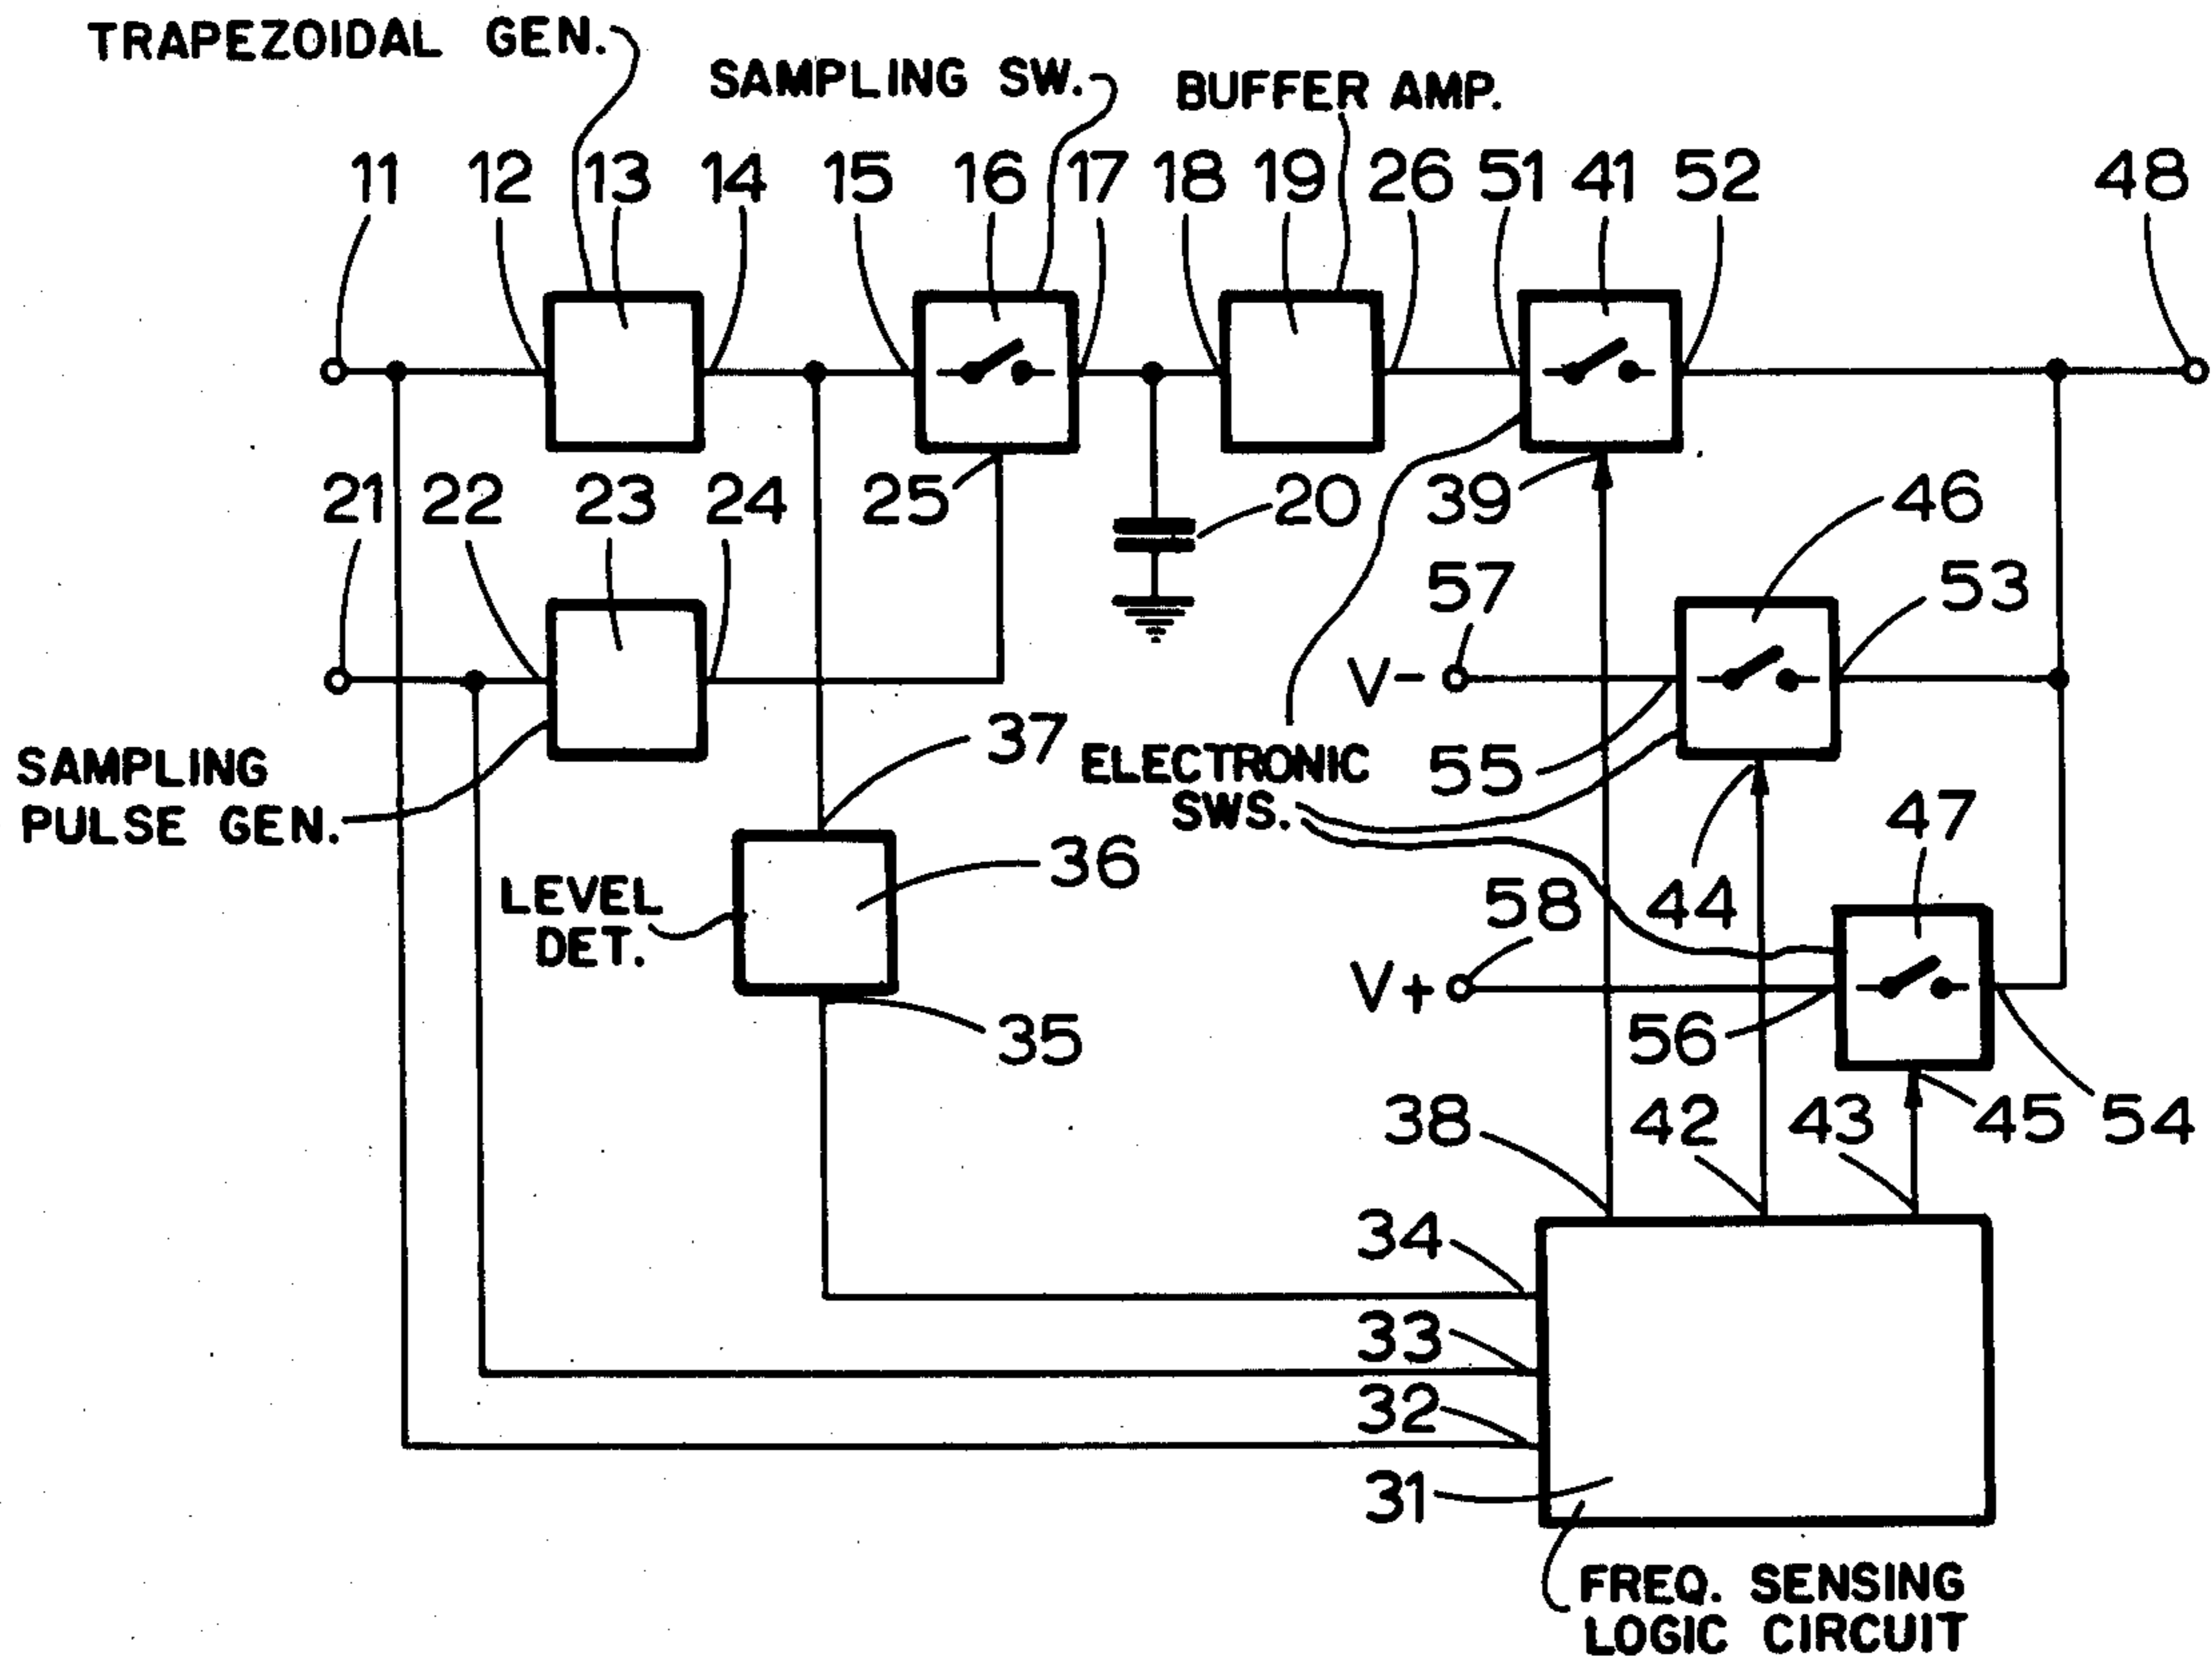 TRAPEZOIDAL GEN.
SAMPLING SW.
BUFFER AMP.
11 12 13 14 15 16 17 18 19 26 51 41 52 48
21 22 23 24 25 20 39 46
57 53
V-
SAMPLING
PULSE GEN.
37
ELECTRONIC
SWS.
55
47
LEVEL
DET.
36
58 44
V+
35
56
38 42 43 45 54
34
33
32
31
FREQ. SENSING
LOGIC CIRCUIT